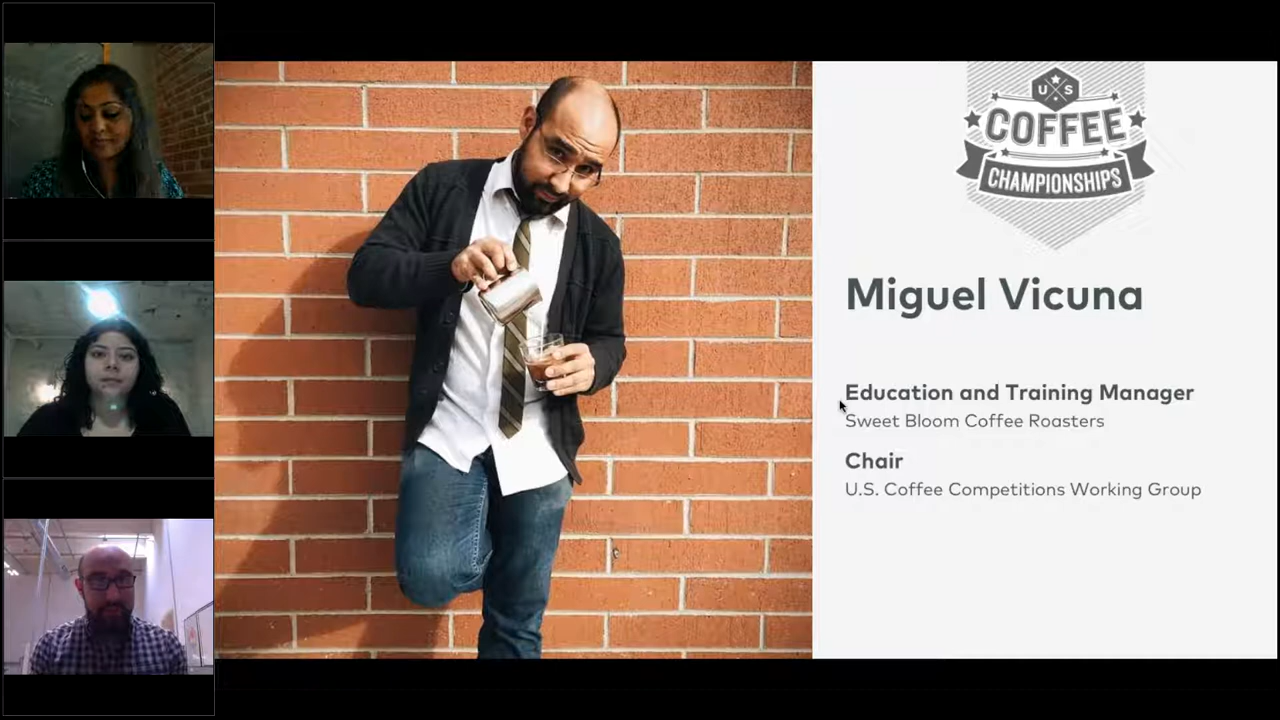 U S
COFFEE
CHAMPIONSHIPS
Miguel Vicuna
Education and Training Manager
Sweet Bloom Coffee Roasters
Chair
U.S. Coffee Competitions Working Group